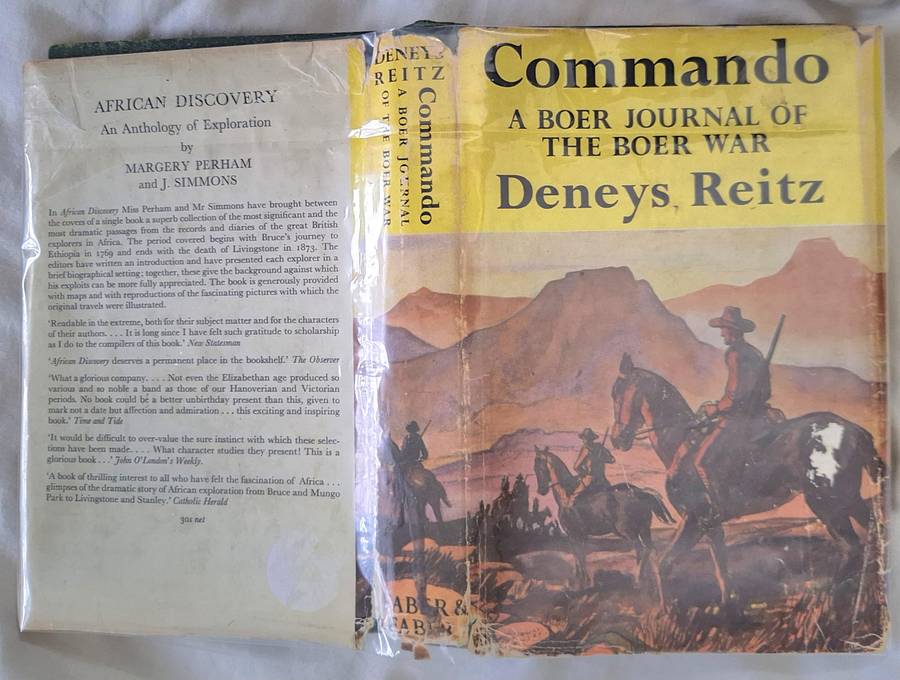 AFRICAN DISCOVERY
An Anthology of Exploration
by
MARGERY PERHAM
and J. SIMMONS
In African Discovery Miss Perham and Mr Simmons have brought between
the covers of a single book a superb collection of the most significant and the
most dramatic passages from the records and diaries of the great British
explorers in Africa. The period covered begins with Bruce's journey to
Ethiopia in 1769 and ends with the death of Livingstone in 1873. The
editors have written an introduction and have presented each explorer in a
brief biographical setting; together, these give the background against which
his exploits can be more fully appreciated. The book is generously provided
with maps and with reproductions of the fascinating pictures with which the
original travels were illustrated.
'Readable in the extreme, both for their subject matter and for the characters
of their authors. . . . It is long since I have felt such gratitude to scholarship
as I do to the compilers of this book.' New Statesman
'African Discovery deserves a permanent place in the bookshelf.' The Observer
'What a glorious company. . . . Not even the Elizabethan age produced so
various and so noble a band as those of our Hanoverian and Victorian
periods. No book could be a better unbirthday present than this, given to
mark not a date but affection and admiration . . . this exciting and inspiring
book.' Time and Tide
'It would be difficult to over-value the sure instinct with which these selec-
tions have been made. . . . What character studies they present! This is a
glorious book . . .' John O'London's Weekly.
'A book of thrilling interest to all who have felt the fascination of Africa . . .
glimpses of the dramatic story of African exploration from Bruce and Mungo
Park to Livingstone and Stanley.' Catholic Herald
30s net
DENEYS
REITZ
Commando
A BOER JOURNAL
OF THE BOER WAR
FABER &
FABER
Commando
A BOER JOURNAL OF
THE BOER WAR
Deneys Reitz